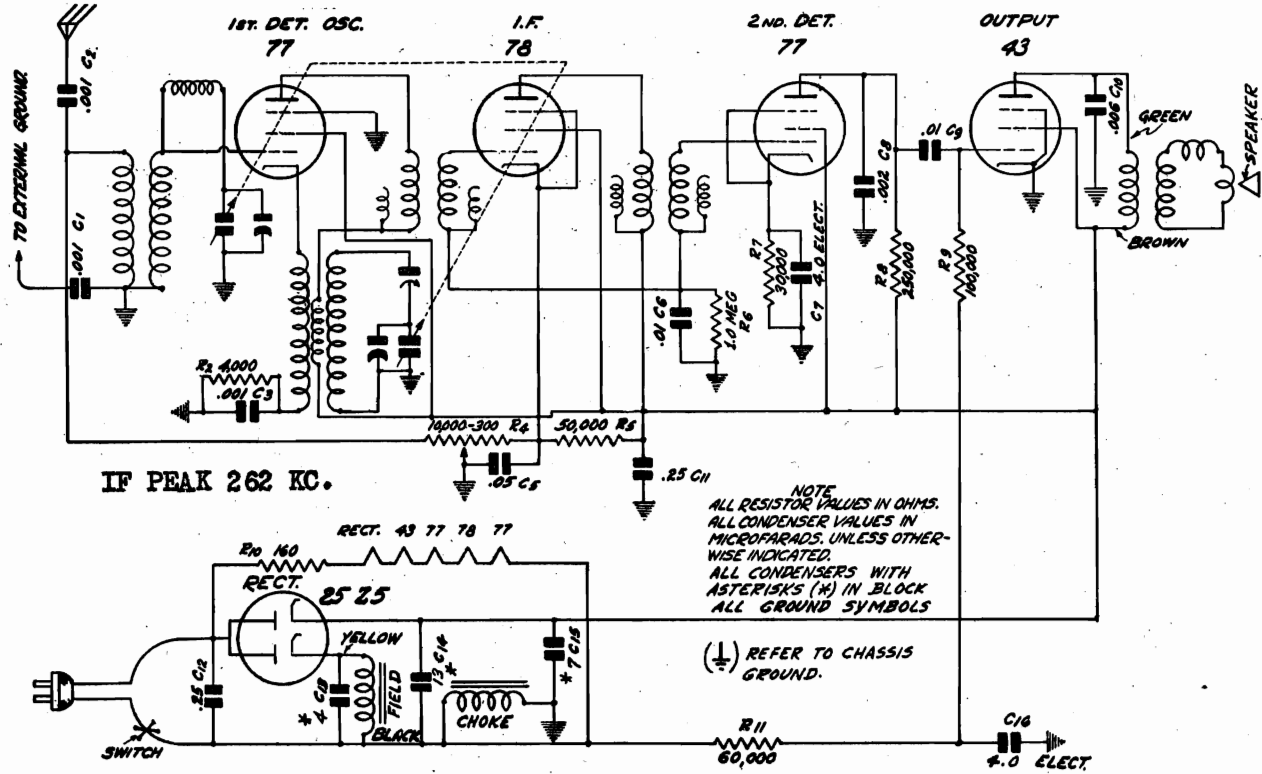 1ST. DET. OSC.
77
I.F.
78
2ND. DET.
77
OUTPUT
43
.001 C2
TO EXTERNAL GROUND.
.001 C1
.006 C10
GREEN
SPEAKER
.01 C9
.002 C8
BROWN
R7
30,000
4.0 ELECT.
C7
R8
250,000
R9
100,000
.01 C6
1.0 MEG
R6
R2 4,000
.001 C3
10,000-300 R4
50,000 R5
.05 C5
.25 C11
IF PEAK 262 KC.
NOTE
ALL RESISTOR VALUES IN OHMS.
ALL CONDENSER VALUES IN
MICROFARADS. UNLESS OTHER-
WISE INDICATED.
ALL CONDENSERS WITH
ASTERISKS (*) IN BLOCK
ALL GROUND SYMBOLS
( ) REFER TO CHASSIS
GROUND.
RECT. 43 77 78 77
R10 160
RECT.
25 Z5
YELLOW
.25 C12
* 4 C13
FIELD
BLACK
13 C14
*
CHOKE
* 7 C15
SWITCH
R11
60,000
C16
4.0 ELECT.